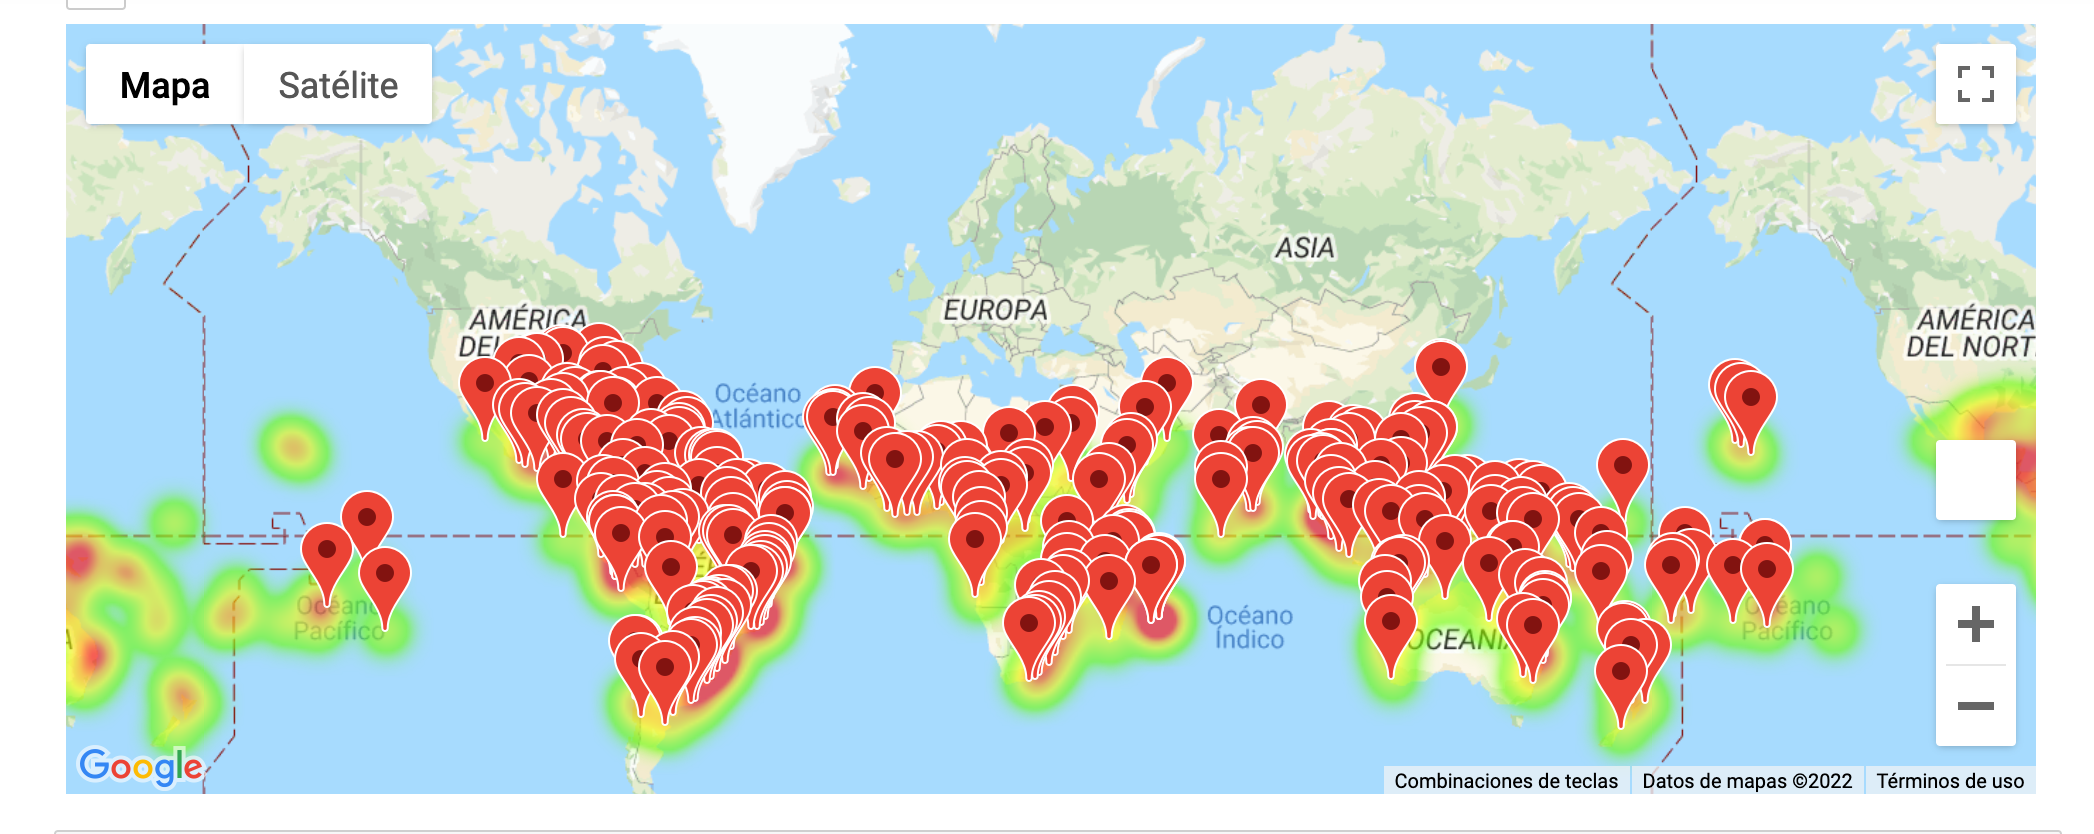 Mapa
Satélite
AMÉRICA
DEL
Océano
Atlántico
EUROPA
ASIA
AMÉRICA
DEL NORT
Océano
Pacífico
Océano
Índico
OCEANÍ
Océano
Pacífico
Google
Combinaciones de teclas
Datos de mapas ©2022
Términos de uso